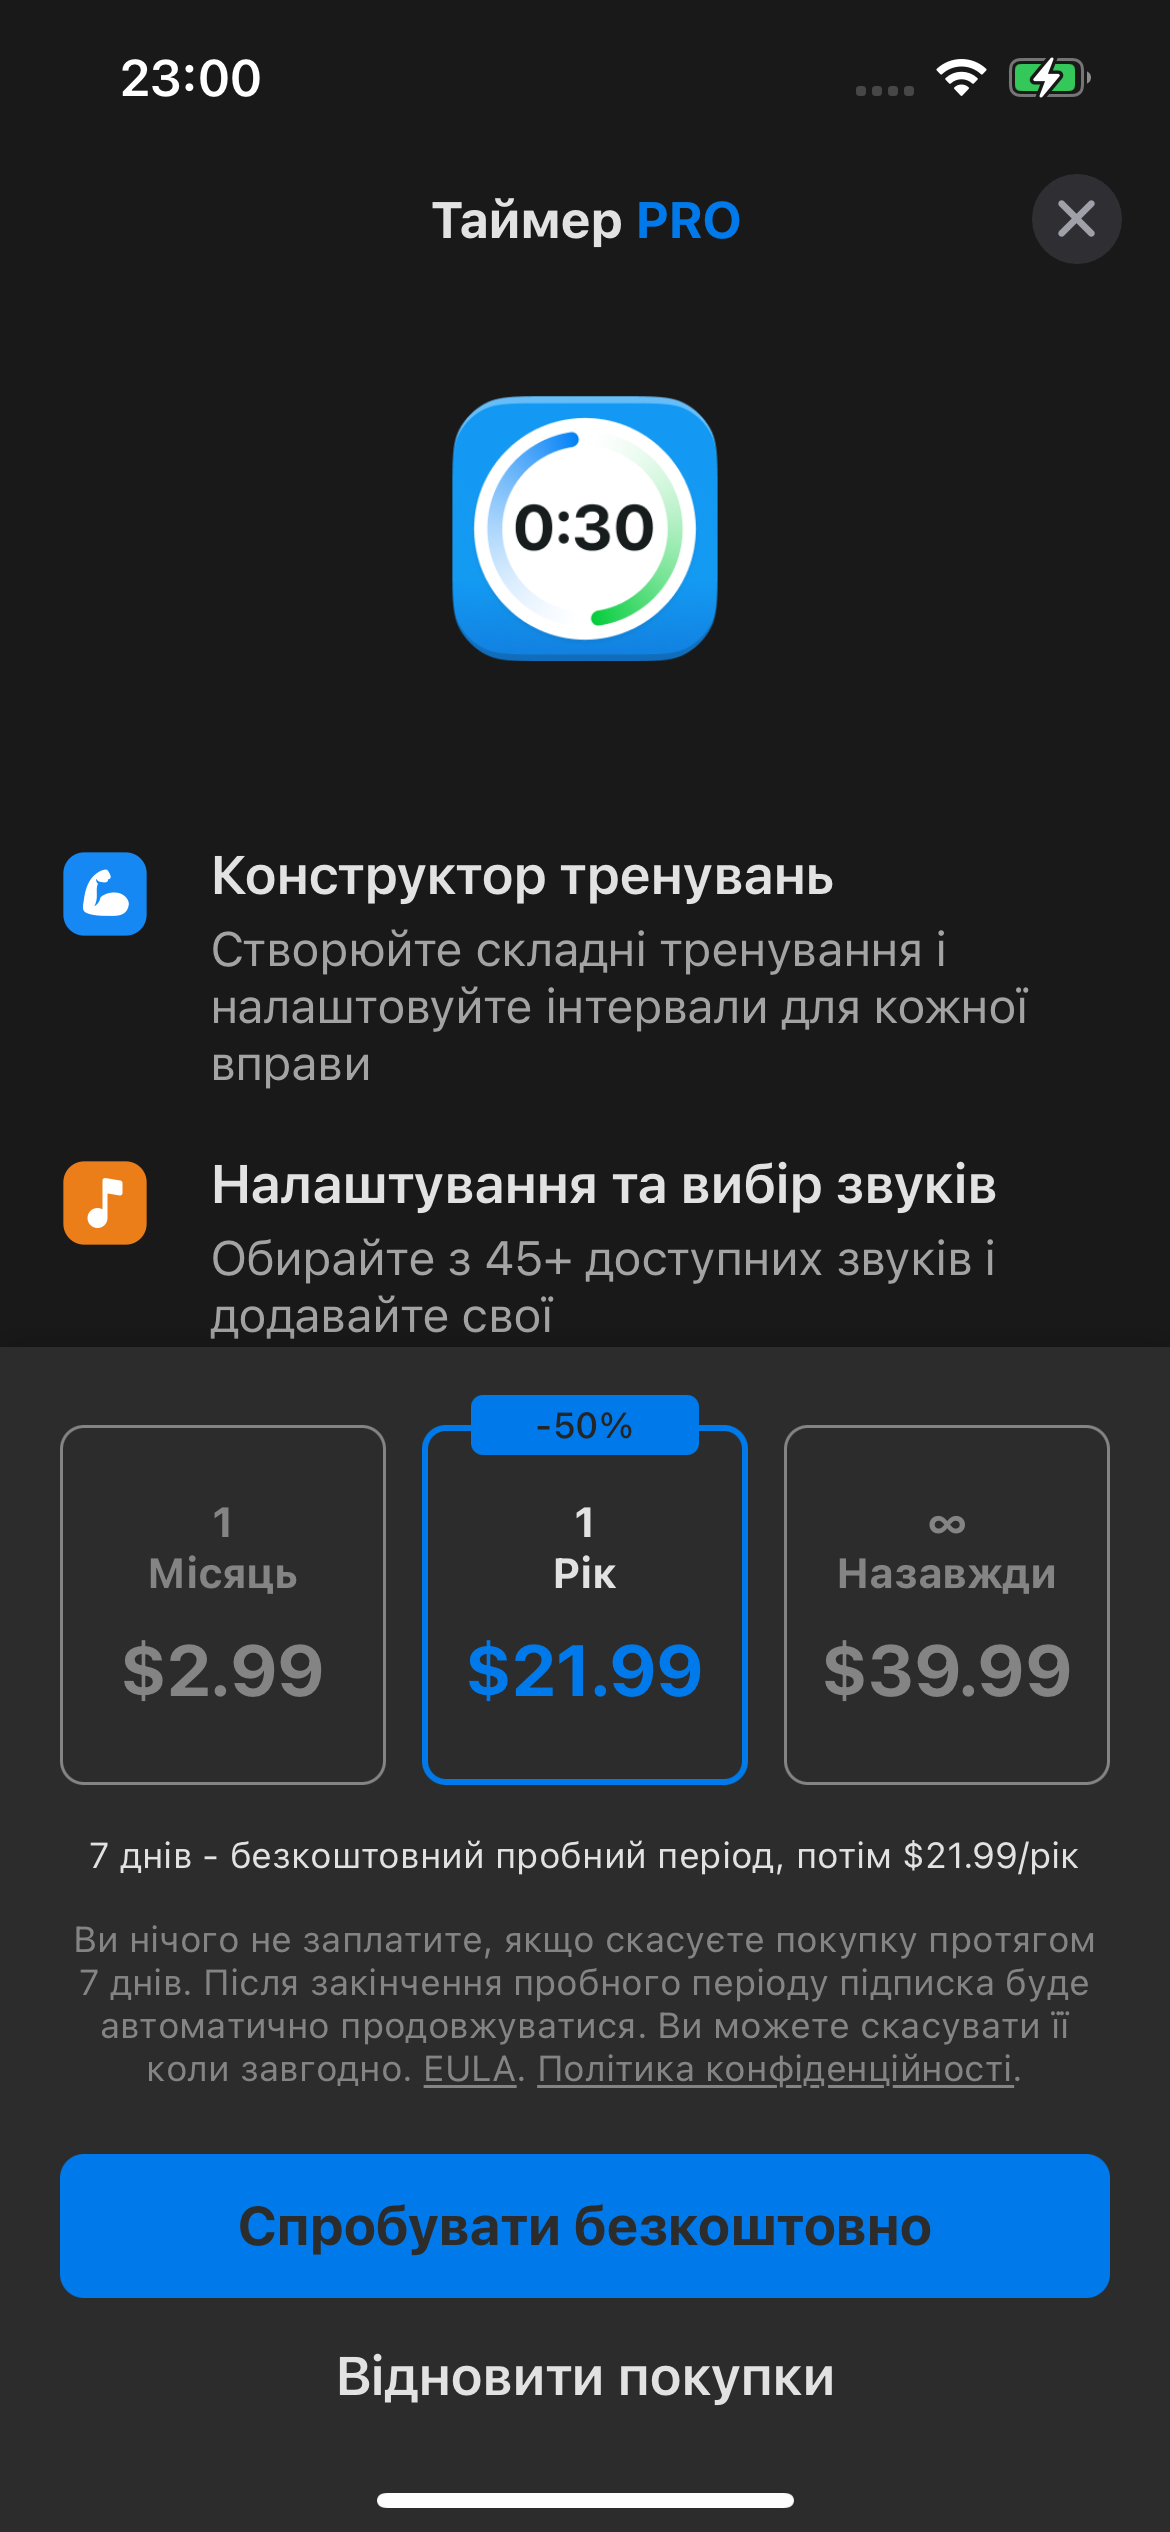 23:00
Таймер PRO
0:30
Конструктор тренувань
Створюйте складні тренування і
налаштовуйте інтервали для кожної
вправи
Налаштування та вибір звуків
Обирайте з 45+ доступних звуків і
додавайте свої
-50%
1
Місяць
$2.99
1
Рік
$21.99
∞
Назавжди
$39.99
7 днів - безкоштовний пробний період, потім $21.99/рік
Ви нічого не заплатите, якщо скасуєте покупку протягом
7 днів. Після закінчення пробного періоду підписка буде
автоматично продовжуватися. Ви можете скасувати її
коли завгодно. EULA. Політика конфіденційності.
Спробувати безкоштовно
Відновити покупки